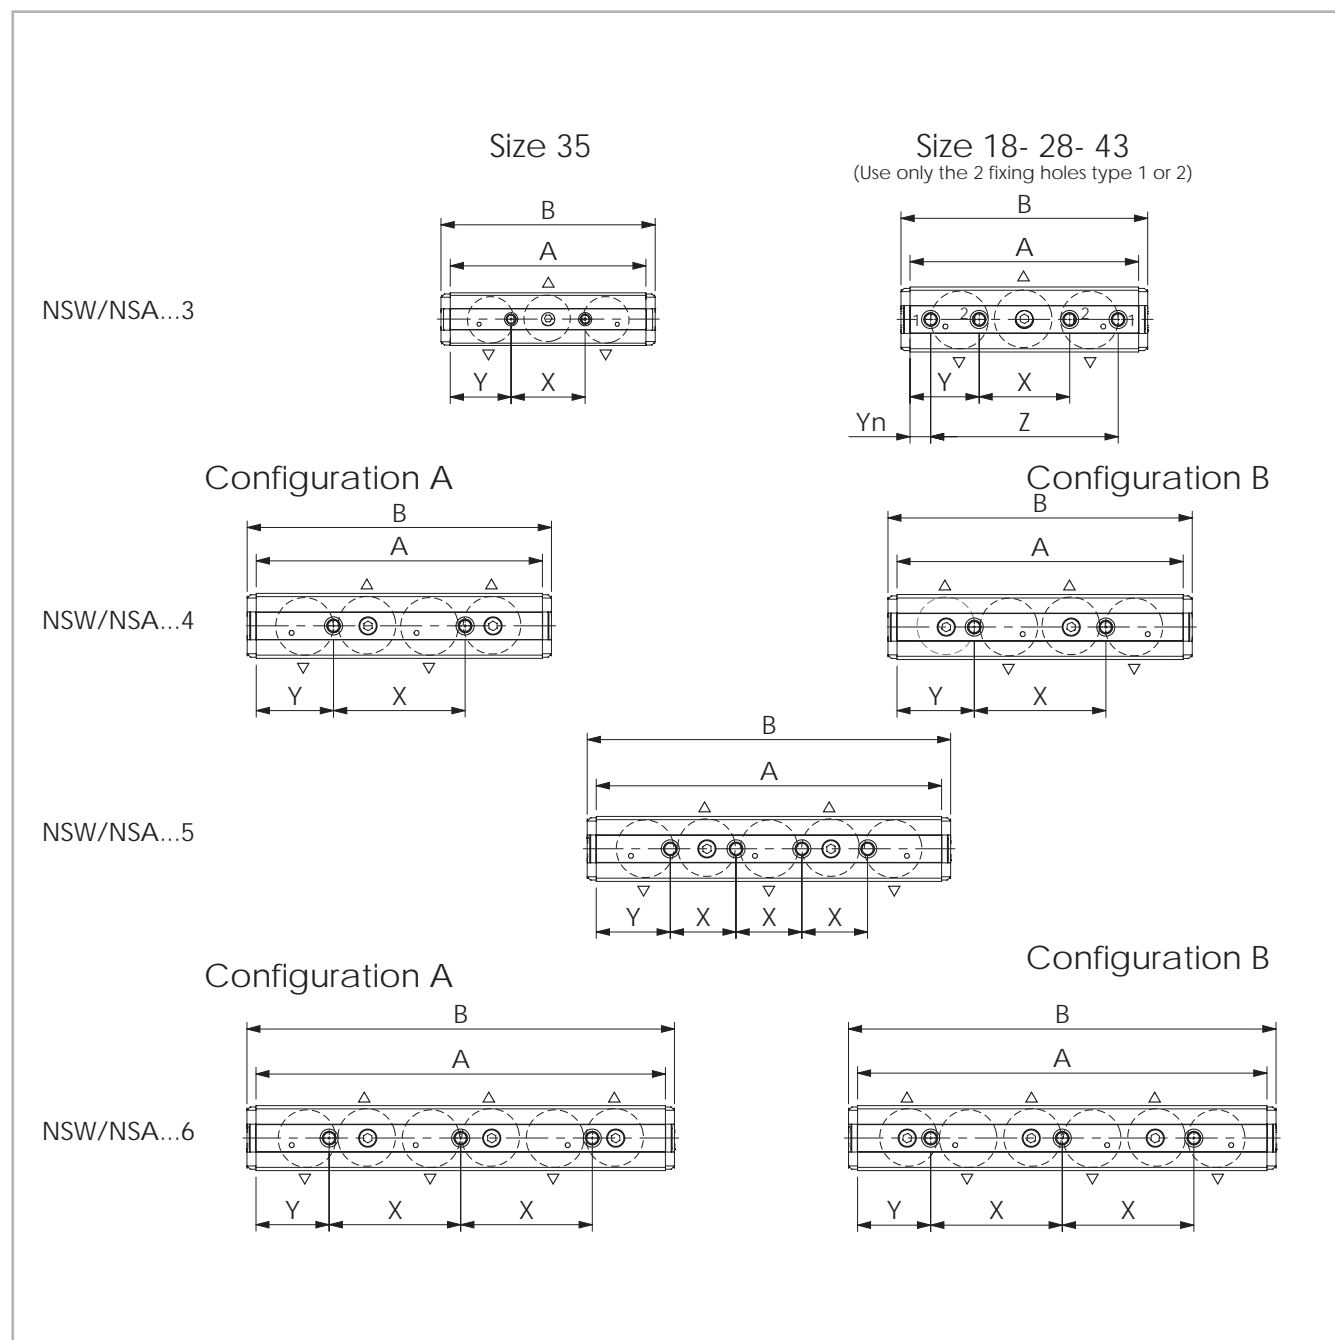 Size 35
Size 18- 28- 43
(Use only the 2 fixing holes type 1 or 2)
B
B
A
A
NSW/NSA...3
1 2 2 1
Y X
Y X
Yn Z
Configuration A
Configuration B
B
B
A
A
NSW/NSA...4
Y X
Y X
B
A
NSW/NSA...5
Y X X X
Configuration A
Configuration B
B
B
A
A
NSW/NSA...6
Y X X
Y X X